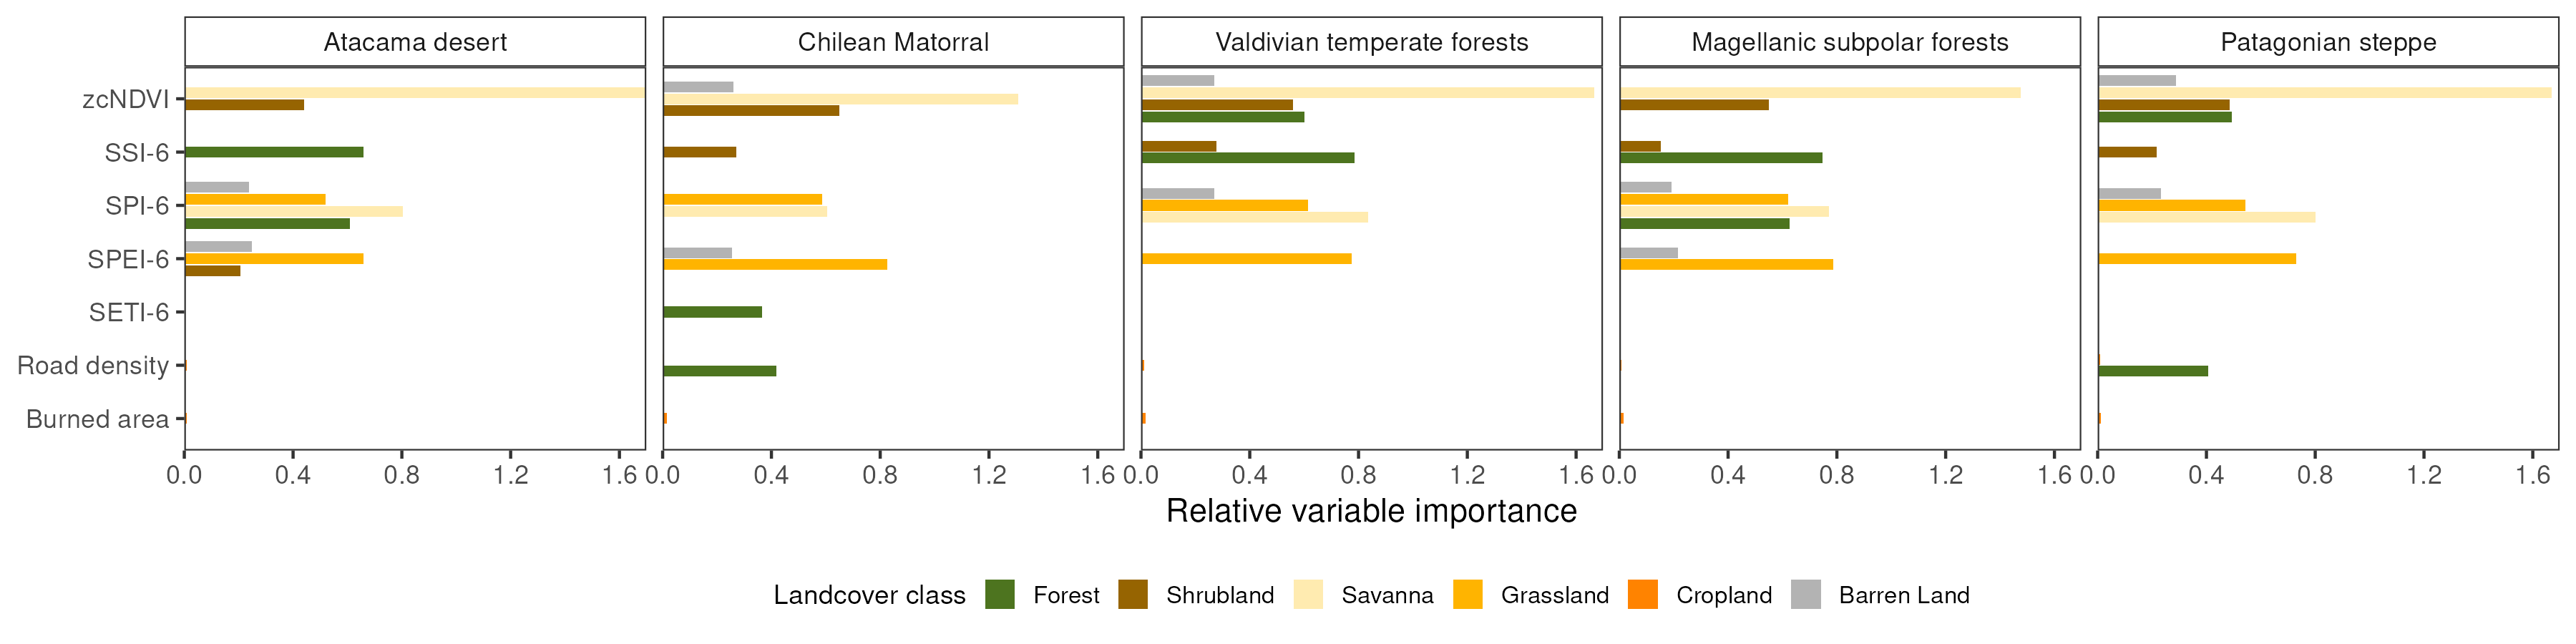 Atacama desert
Chilean Matorral
Valdivian temperate forests
Magellanic subpolar forests
Patagonian steppe
zcNDVI
SSI-6
SPI-6
SPEI-6
SETI-6
Road density
Burned area
0.0 0.4 0.8 1.2 1.6 0.0 0.4 0.8 1.2 1.6 0.0 0.4 0.8 1.2 1.6 0.0 0.4 0.8 1.2 1.6 0.0 0.4 0.8 1.2 1.6
Relative variable importance
Landcover class Forest Shrubland Savanna Grassland Cropland Barren Land